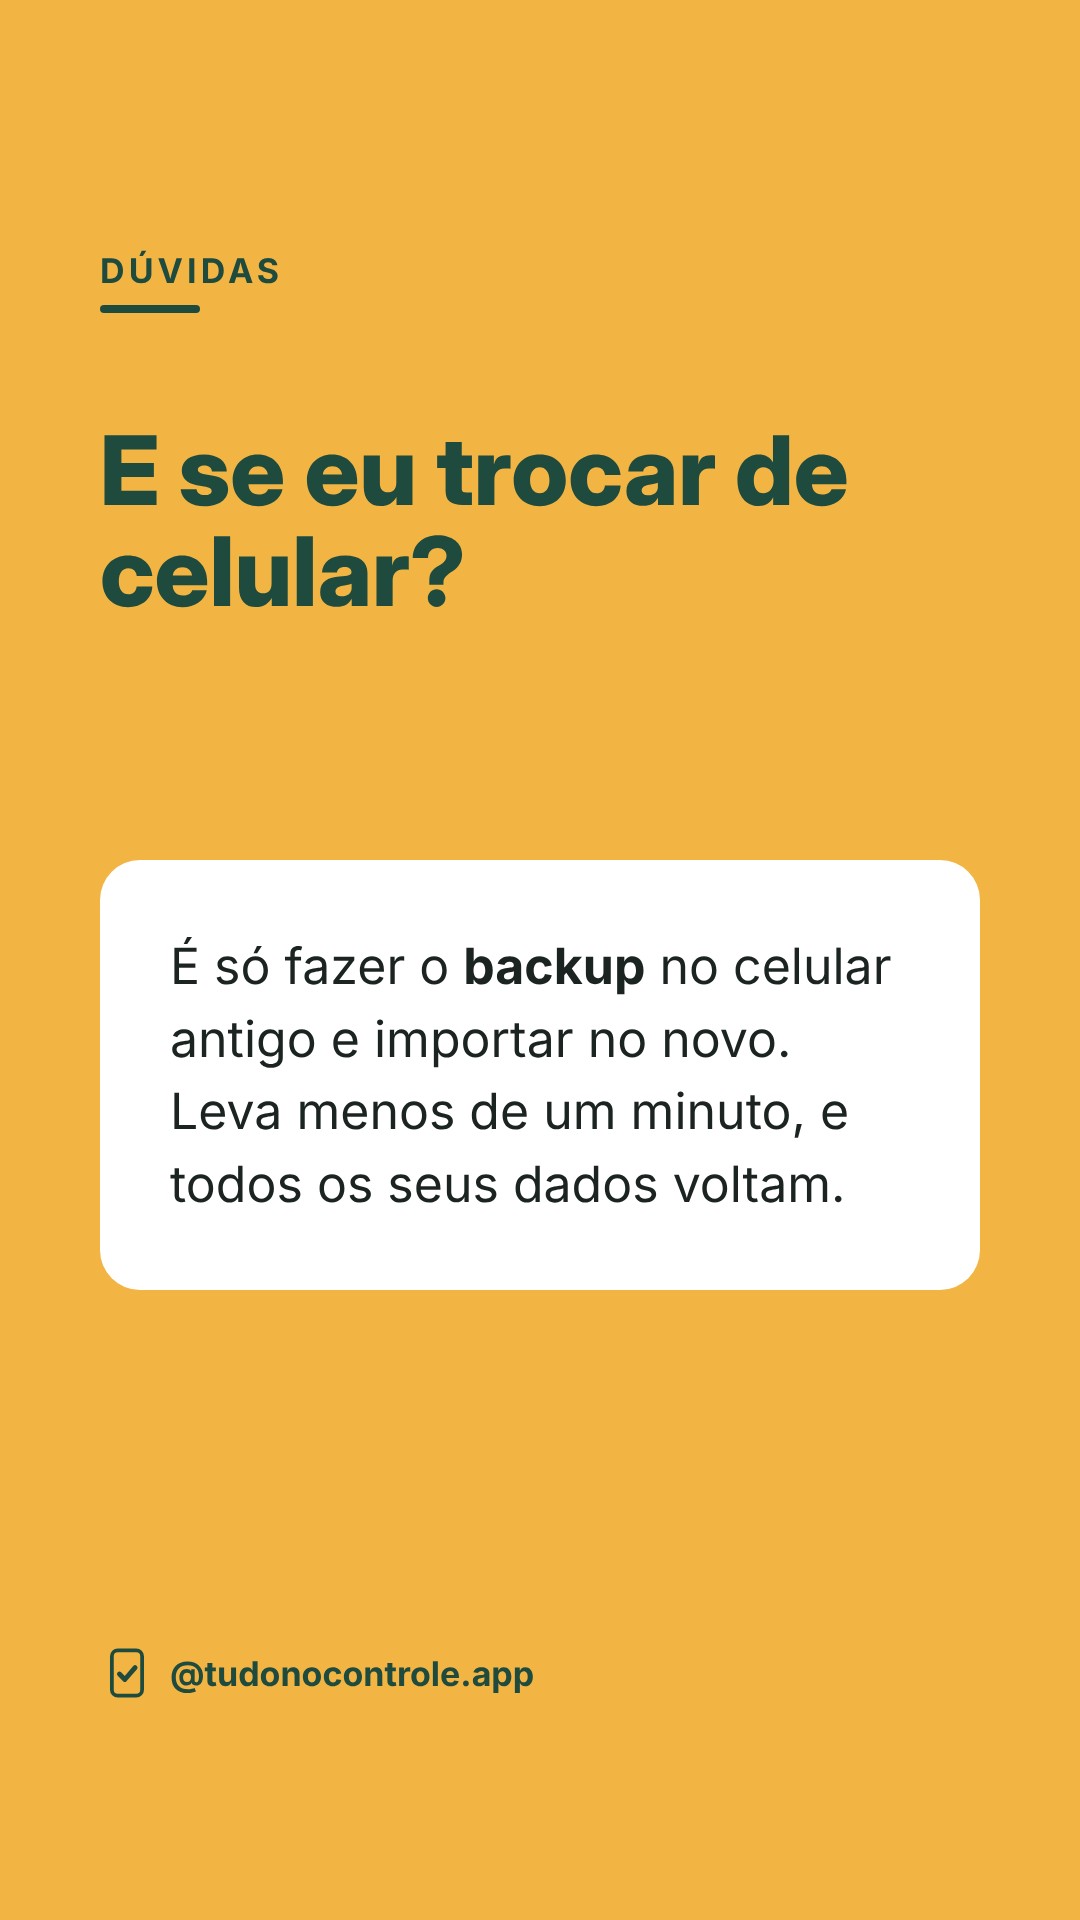 DÚVIDAS
E se eu trocar de
celular?
É só fazer o backup no celular
antigo e importar no novo.
Leva menos de um minuto, e
todos os seus dados voltam.
@tudonocontrole.app